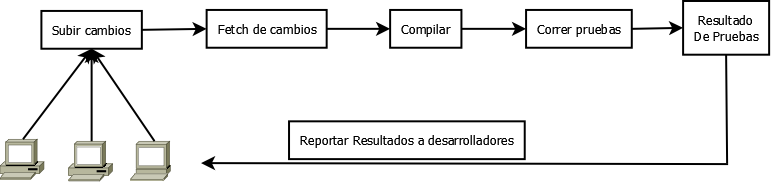 Subir cambios
Fetch de cambios
Compilar
Correr pruebas
Resultado
De Pruebas
Reportar Resultados a desarrolladores